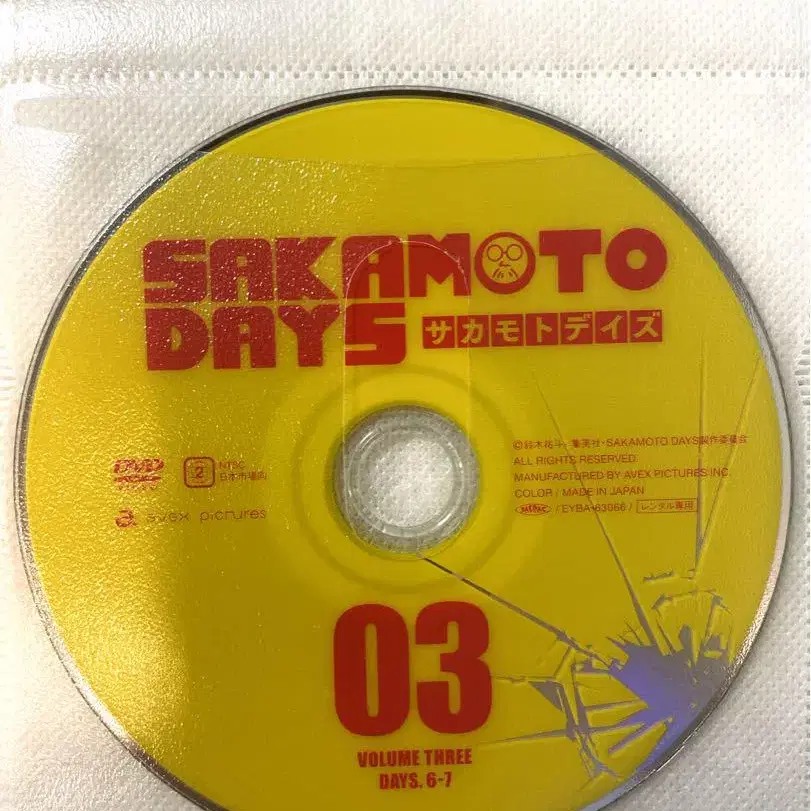 SAKAMOTO
DAYS サカモトデイズ
DVD
VIDEO
2 NTSC
日本市場向
avex pictures
©鈴木祐斗／集英社・SAKAMOTO DAYS製作委員会
ALL RIGHTS RESERVED.
MANUFACTURED BY AVEX PICTURES INC.
COLOR / MADE IN JAPAN
/ EYBA-63066 / レンタル専用
03
VOLUME THREE
DAYS. 6-7